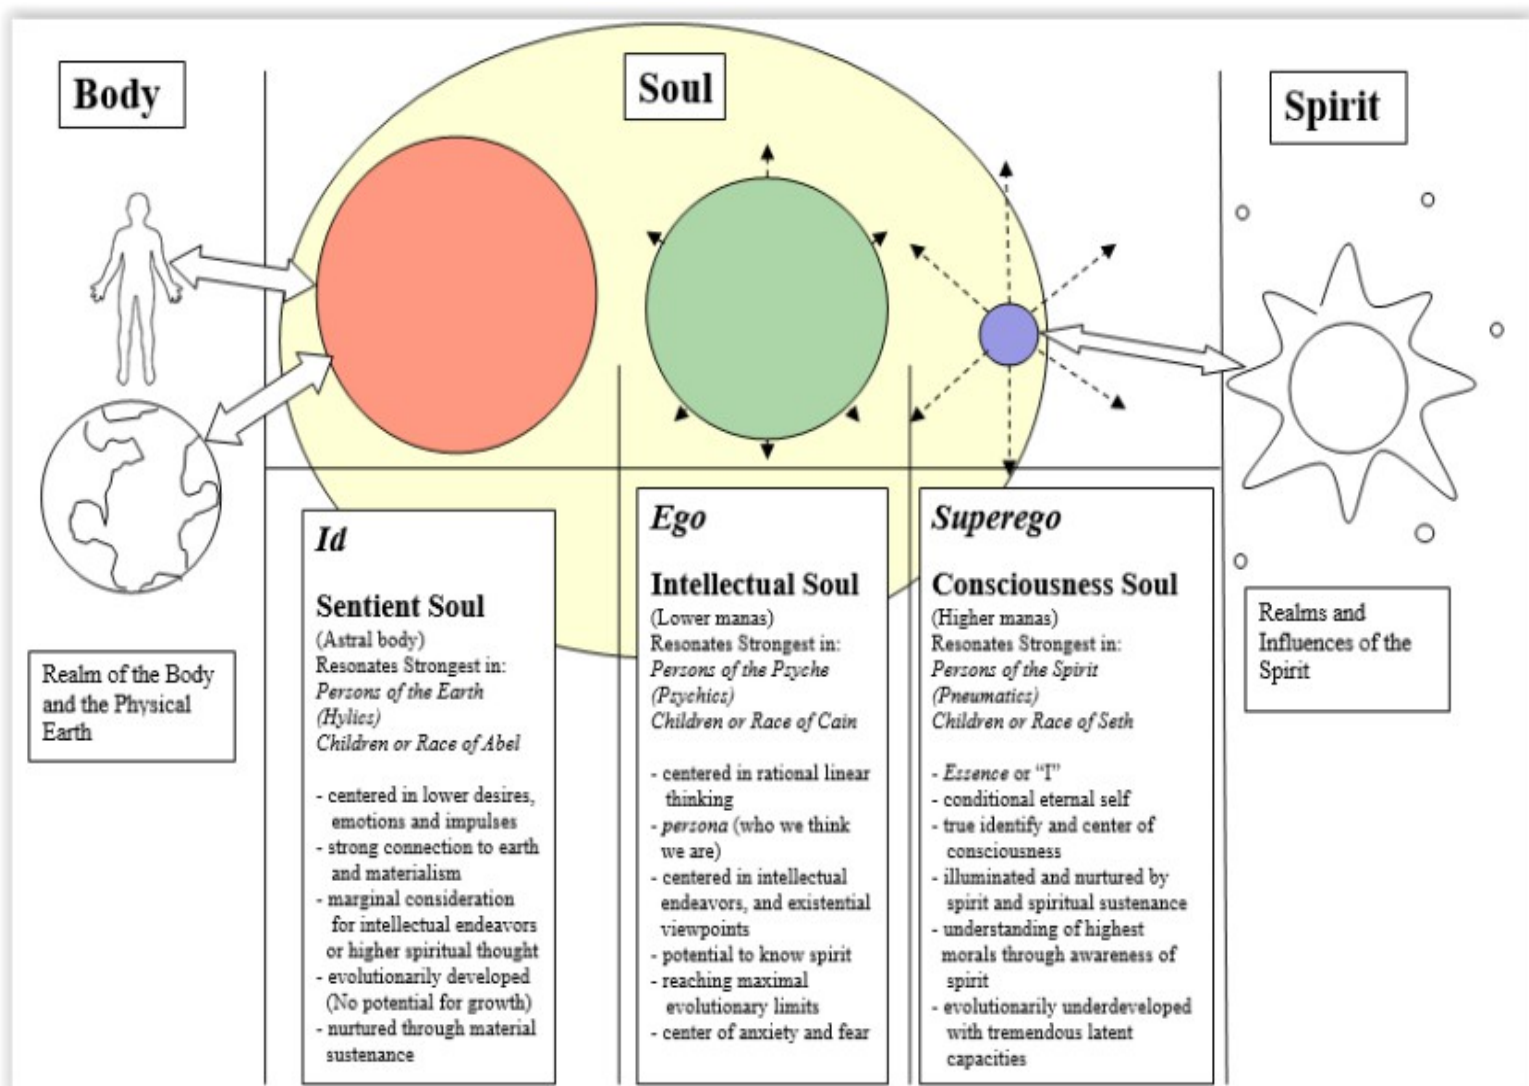 Body
Soul
Spirit
Realm of the Body
and the Physical
Earth
Id
Sentient Soul
(Astral body)
Resonates Strongest in:
Persons of the Earth
(Hylics)
Children or Race of Abel
- centered in lower desires,
emotions and impulses
- strong connection to earth
and materialism
- marginal consideration
for intellectual endeavors
or higher spiritual thought
- evolutionarily developed
(No potential for growth)
- nurtured through material
sustenance
Ego
Intellectual Soul
(Lower manas)
Resonates Strongest in:
Persons of the Psyche
(Psychics)
Children or Race of Cain
- centered in rational linear
thinking
- persona (who we think
we are)
- centered in intellectual
endeavors, and existential
viewpoints
- potential to know spirit
- reaching maximal
evolutionary limits
- center of anxiety and fear
Superego
Consciousness Soul
(Higher manas)
Resonates Strongest in:
Persons of the Spirit
(Pneumatics)
Children or Race of Seth
- Essence or “I”
- conditional eternal self
- true identify and center of
consciousness
- illuminated and nurtured by
spirit and spiritual sustenance
- understanding of highest
morals through awareness of
spirit
- evolutionarily underdeveloped
with tremendous latent
capacities
Realms and
Influences of the
Spirit